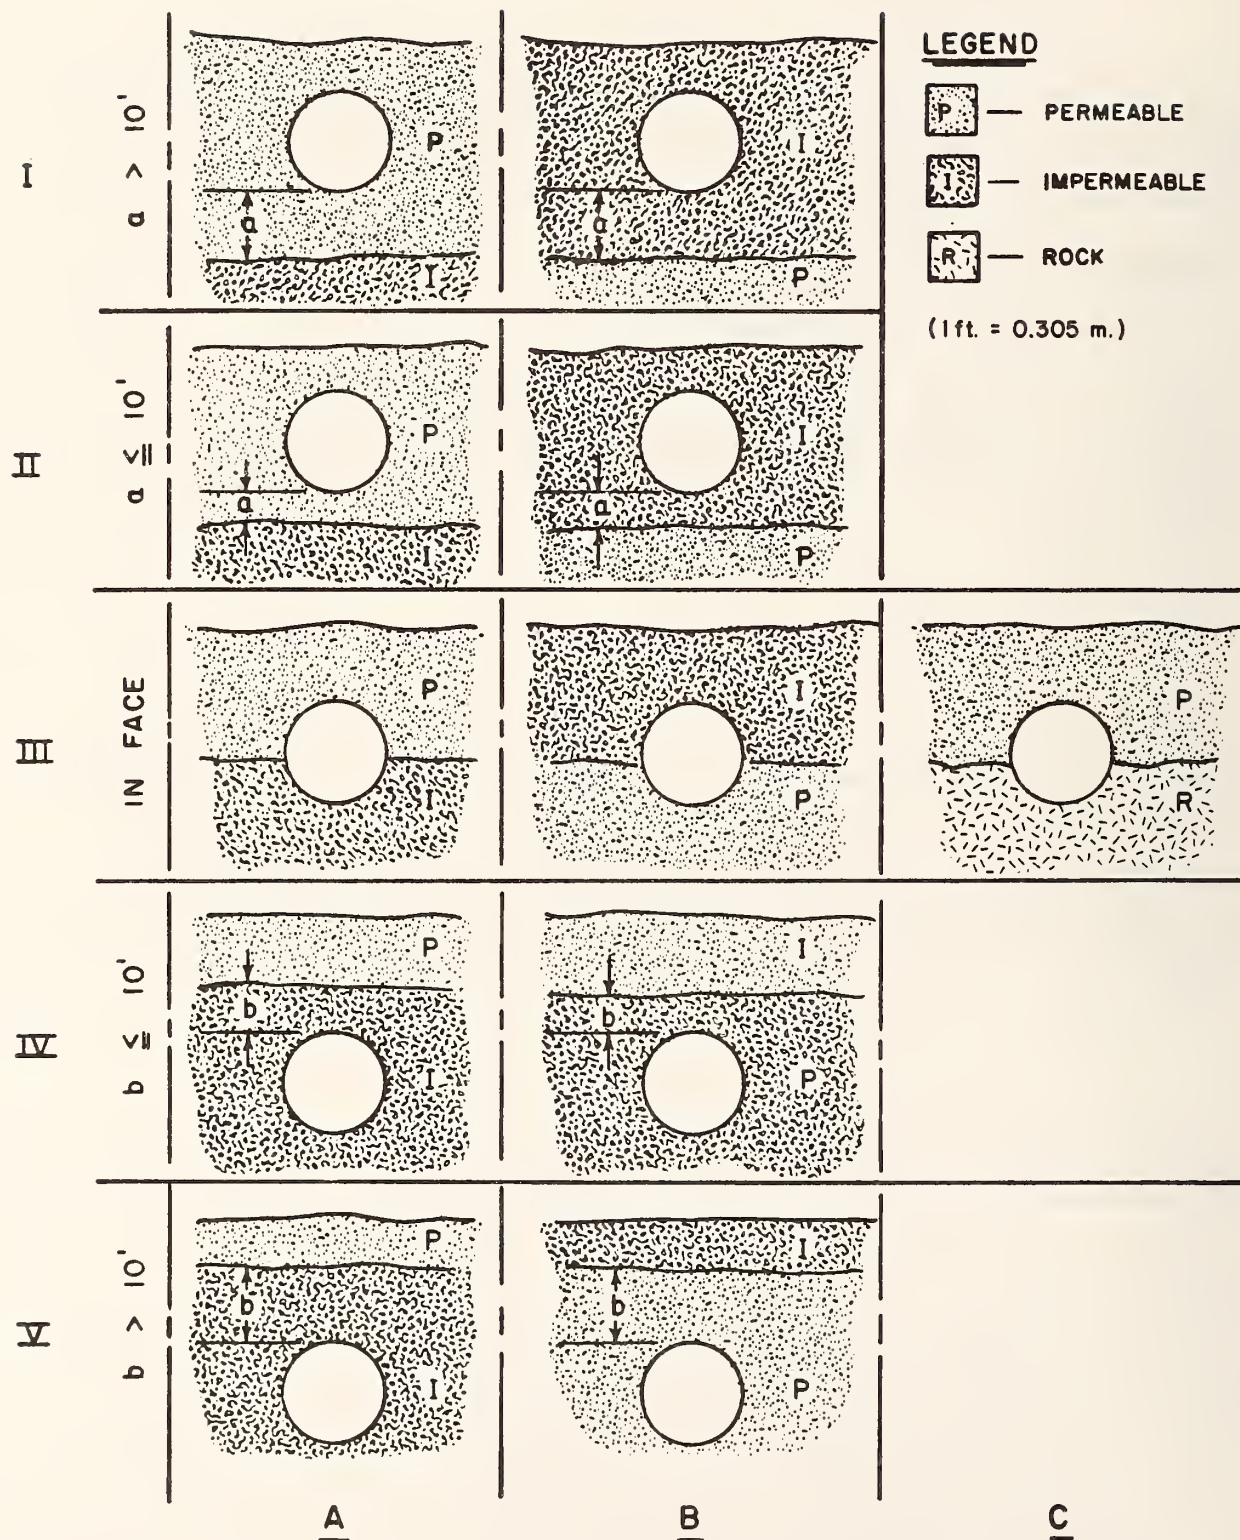 LEGEND
P — PERMEABLE
I — IMPERMEABLE
R — ROCK
(1 ft. = 0.305 m.)
I
a > 10'
P
a
I
I
a
P
II
a ≦ 10'
P
a
I
I
a
P
III
IN FACE
P
I
I
P
P
R
IV
b ≦ 10'
P
b
I
I
b
P
V
b > 10'
P
b
I
I
b
P
A
B
C